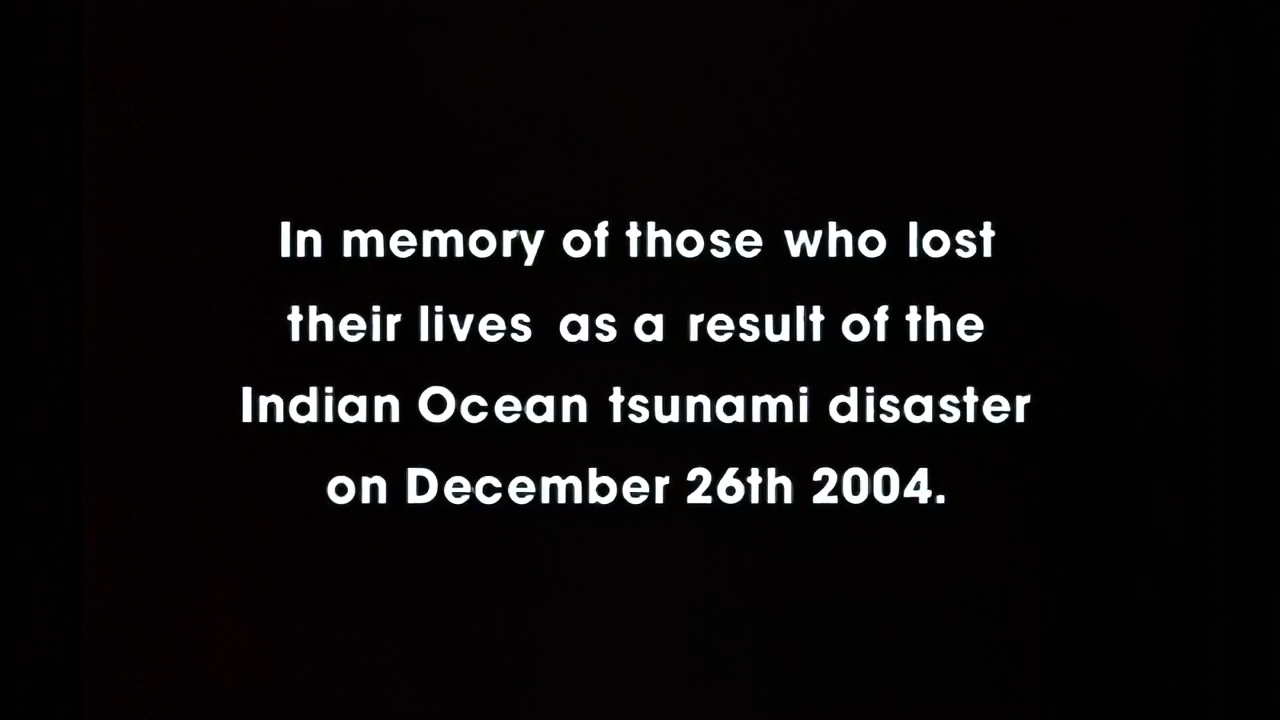 In memory of those who lost
their lives as a result of the
Indian Ocean tsunami disaster
on December 26th 2004.